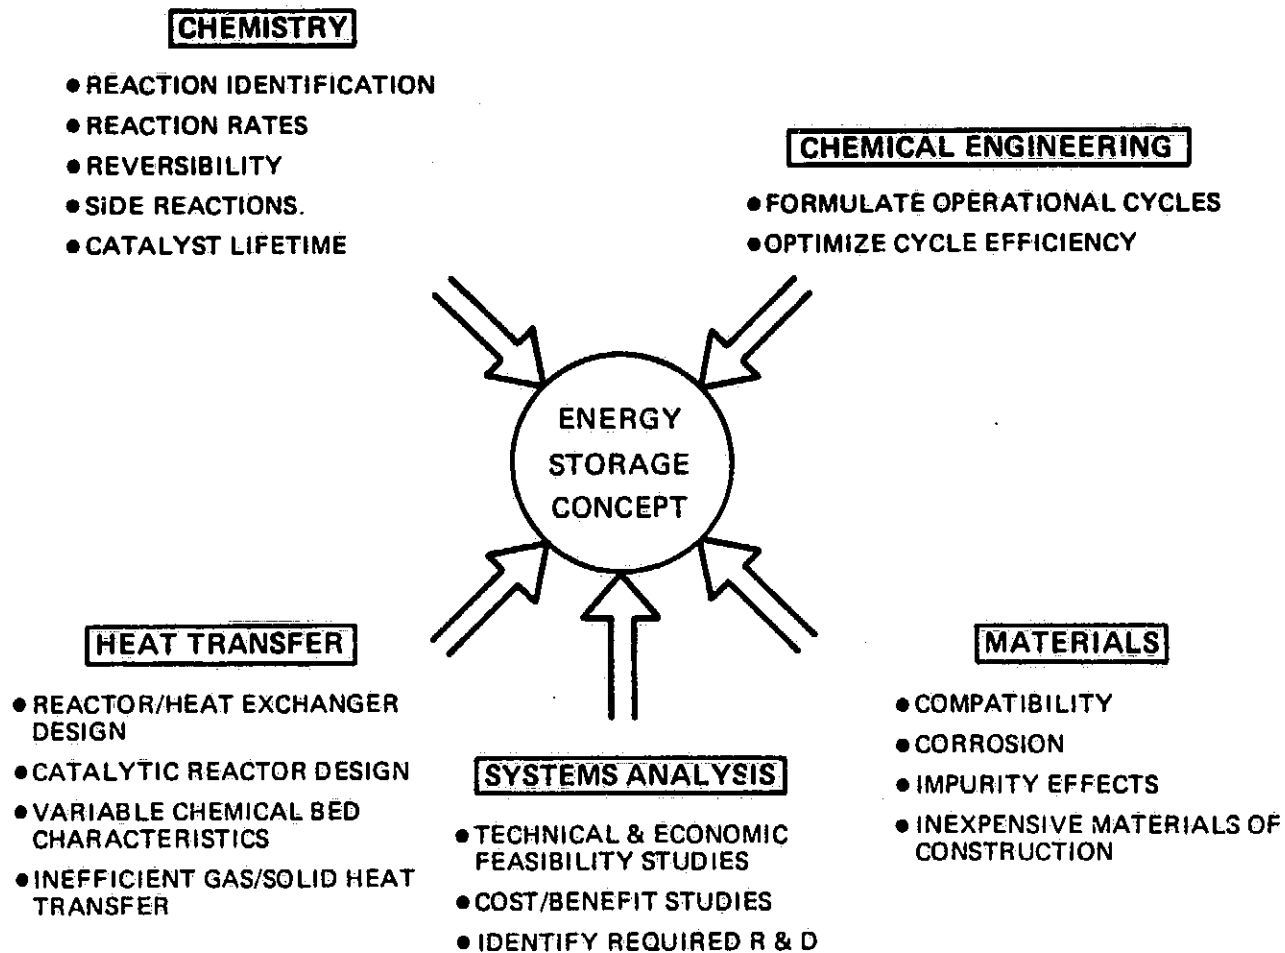 CHEMISTRY
● REACTION IDENTIFICATION
● REACTION RATES
● REVERSIBILITY
● SIDE REACTIONS.
● CATALYST LIFETIME
CHEMICAL ENGINEERING
● FORMULATE OPERATIONAL CYCLES
● OPTIMIZE CYCLE EFFICIENCY
ENERGY
STORAGE
CONCEPT
HEAT TRANSFER
● REACTOR/HEAT EXCHANGER
DESIGN
● CATALYTIC REACTOR DESIGN
● VARIABLE CHEMICAL BED
CHARACTERISTICS
● INEFFICIENT GAS/SOLID HEAT
TRANSFER
SYSTEMS ANALYSIS
● TECHNICAL & ECONOMIC
FEASIBILITY STUDIES
● COST/BENEFIT STUDIES
● IDENTIFY REQUIRED R & D
MATERIALS
● COMPATIBILITY
● CORROSION
● IMPURITY EFFECTS
● INEXPENSIVE MATERIALS OF
CONSTRUCTION